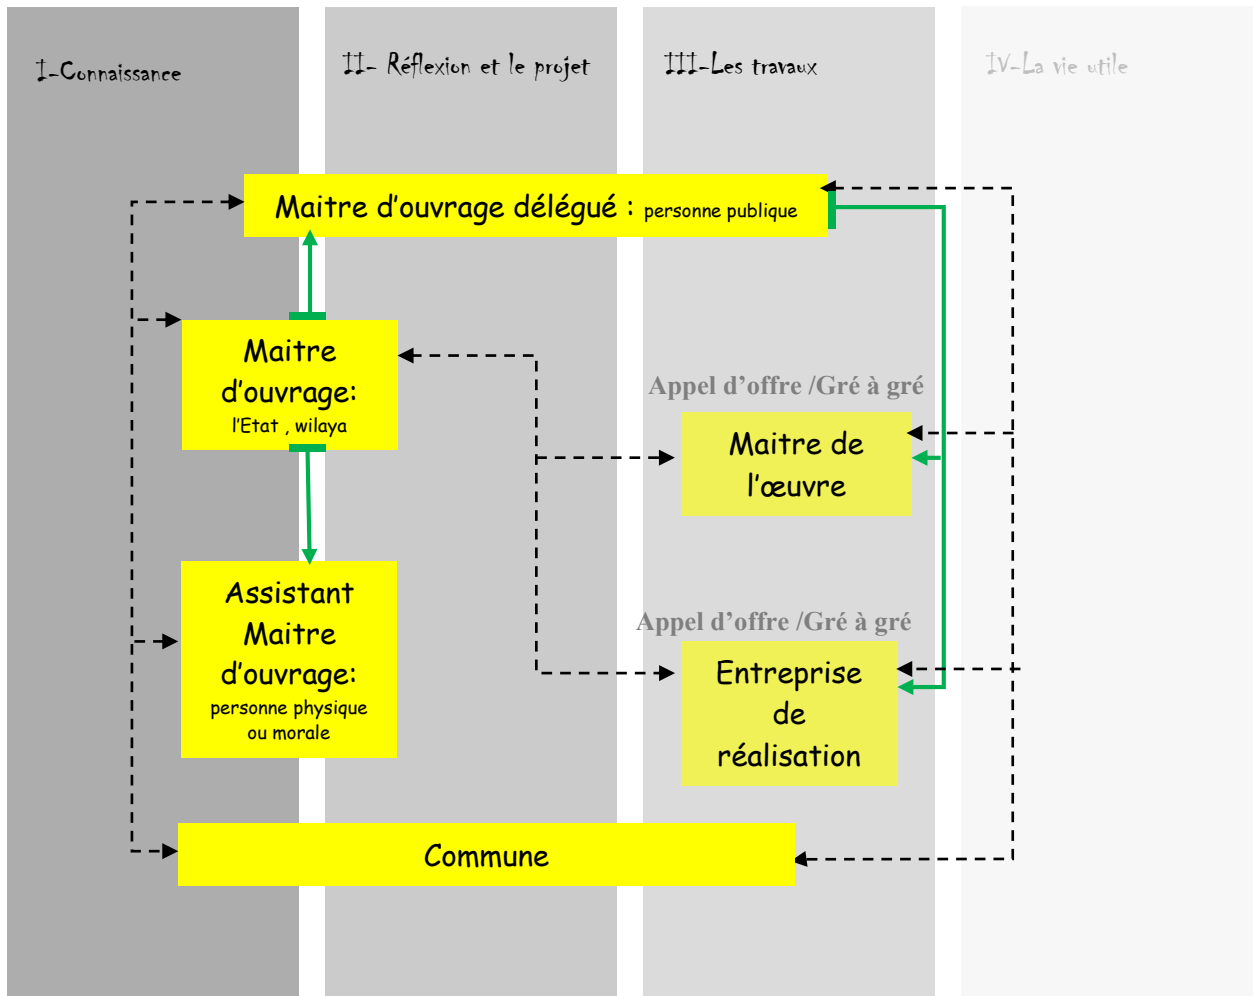 I-Connaissance
II- Réflexion et le projet
III-Les travaux
IV-La vie utile
Maitre d'ouvrage délégué : personne publique
Maitre
d'ouvrage:
l'Etat , wilaya
Appel d'offre /Gré à gré
Maitre de
l'œuvre
Assistant
Maitre
d'ouvrage:
personne physique
ou morale
Appel d'offre /Gré à gré
Entreprise
de
réalisation
Commune